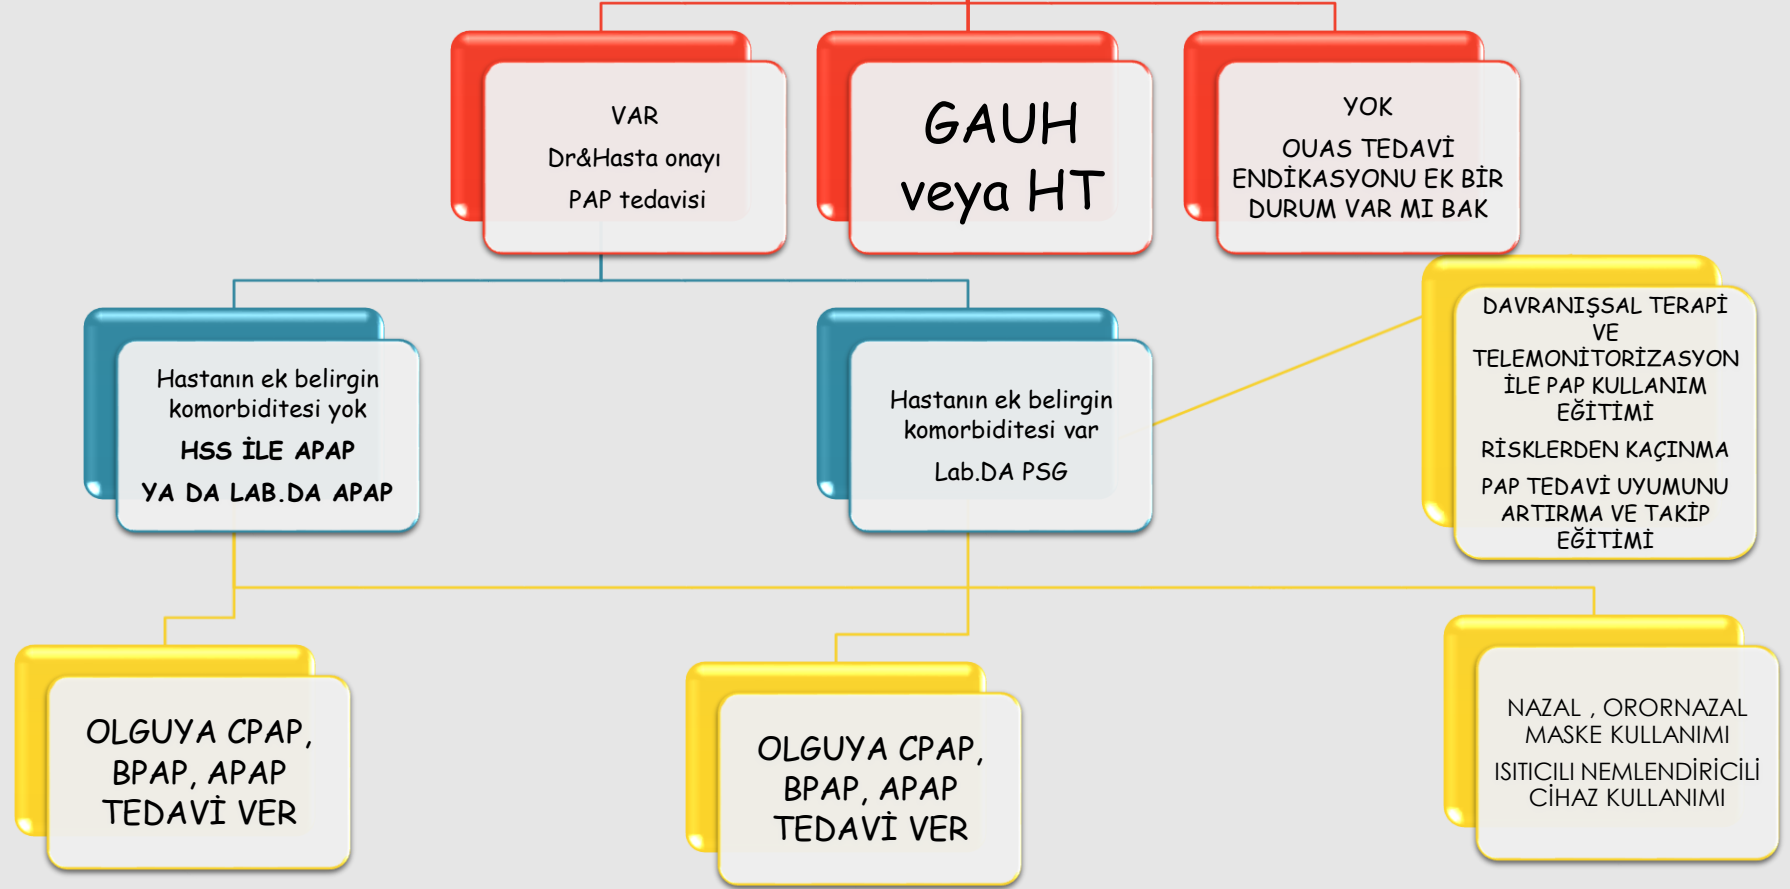 VAR
Dr&Hasta onayı
PAP tedavisi
GAUH
veya HT
YOK
OUAS TEDAVİ
ENDİKASYONU EK BİR
DURUM VAR MI BAK
Hastanın ek belirgin
komorbiditesi yok
HSS İLE APAP
YA DA LAB.DA APAP
Hastanın ek belirgin
komorbiditesi var
Lab.DA PSG
DAVRANIŞSAL TERAPİ
VE
TELEMONİTORİZASYON
İLE PAP KULLANIM
EĞİTİMİ
RİSKLERDEN KAÇINMA
PAP TEDAVİ UYUMUNU
ARTIRMA VE TAKİP
EĞİTİMİ
OLGUYA CPAP,
BPAP, APAP
TEDAVİ VER
OLGUYA CPAP,
BPAP, APAP
TEDAVİ VER
NAZAL , ORORNAZAL
MASKE KULLANIMI
ISITICILI NEMLENDİRİCİLİ
CİHAZ KULLANIMI